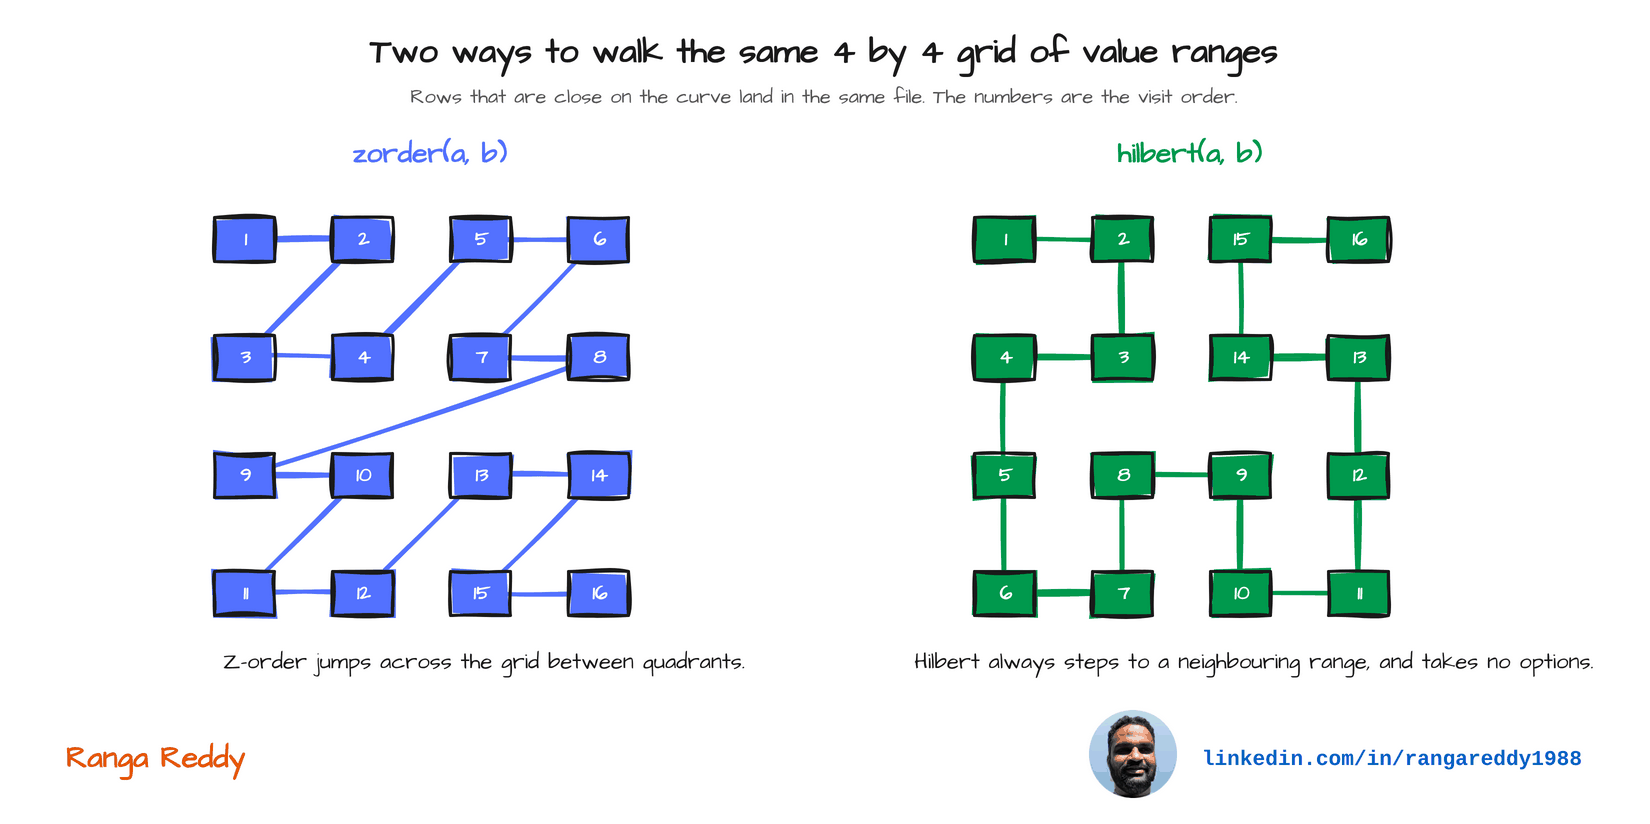 Two ways to walk the same 4 by 4 grid of value ranges
Rows that are close on the curve land in the same file. The numbers are the visit order.
zorder(a, b)
1 2 5 6
3 4 7 8
9 10 13 14
11 12 15 16
Z-order jumps across the grid between quadrants.
hilbert(a, b)
1 2 15 16
4 3 14 13
5 8 9 12
6 7 10 11
Hilbert always steps to a neighbouring range, and takes no options.
Ranga Reddy
linkedin.com/in/rangareddy1988